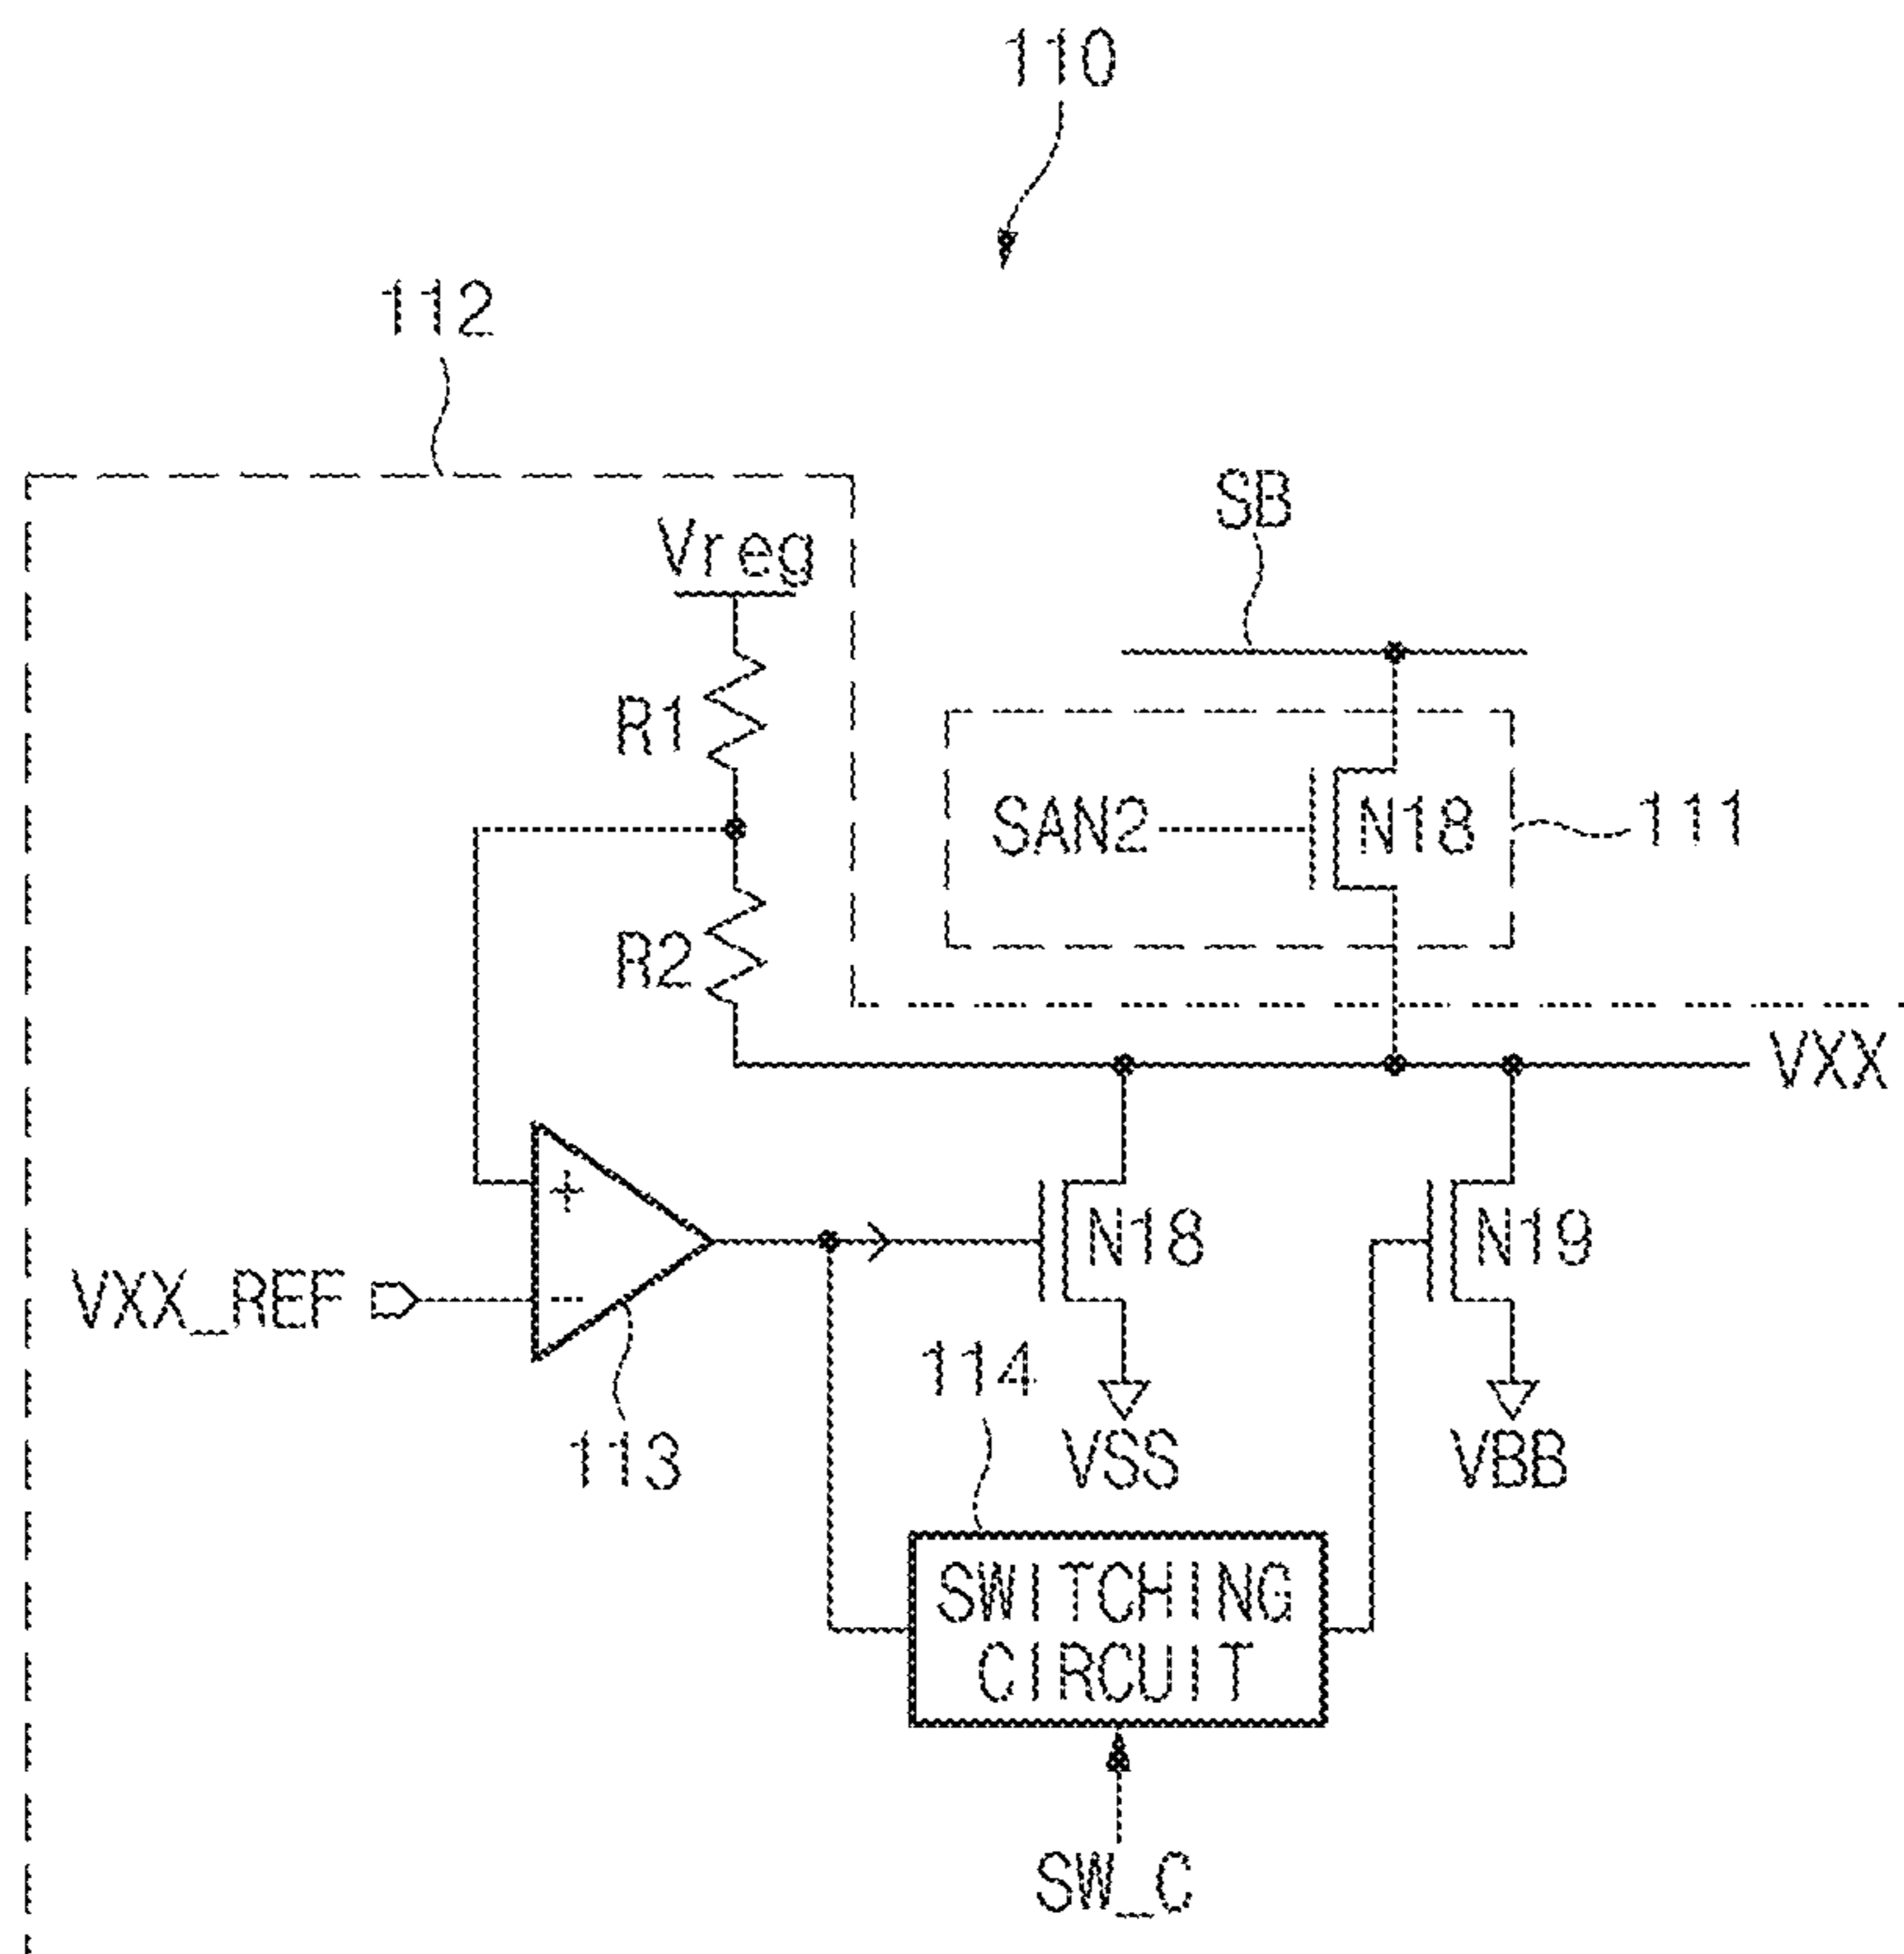 110
112
SB
Vreg
R1
SAN2
N18
111
R2
VXX
+
N18
N19
VXX_REF
-
114
113
VSS
VBB
SWITCHING
CIRCUIT
SW_C